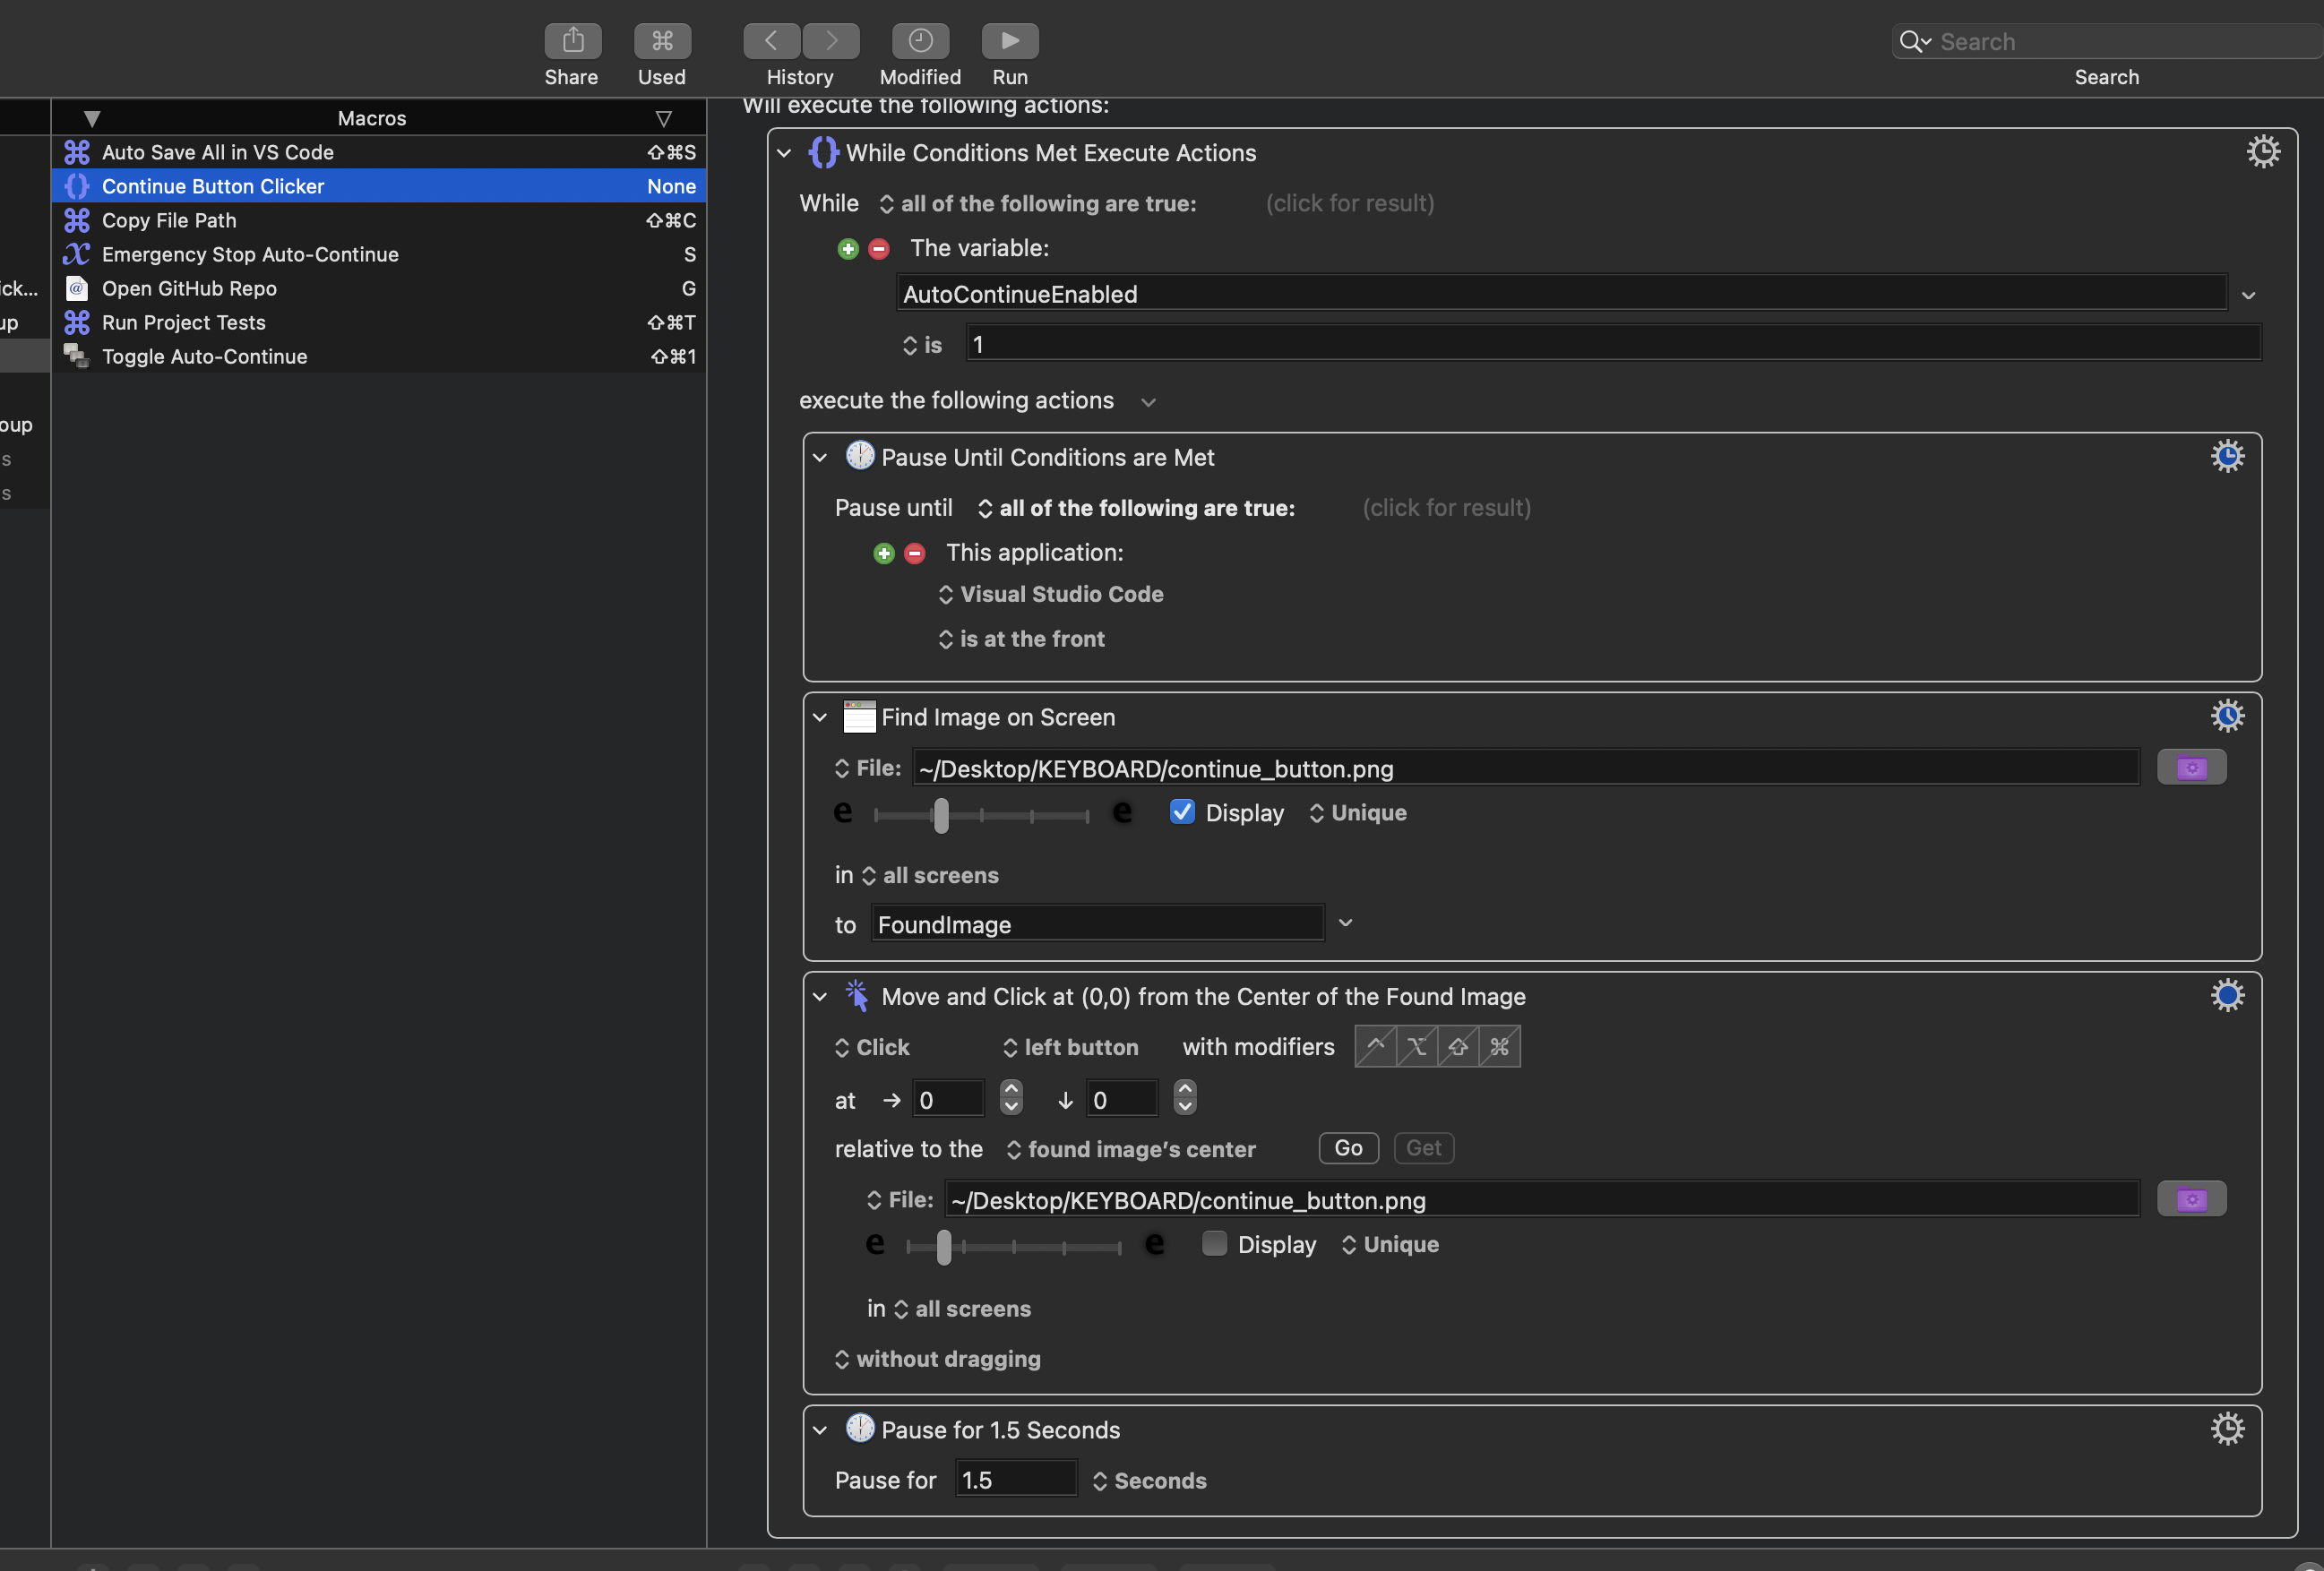 Share
Used
History
Modified
Run
Search
Search
Macros
Auto Save All in VS Code ⇧⌘S
Continue Button Clicker None
Copy File Path ⇧⌘C
Emergency Stop Auto-Continue S
Open GitHub Repo G
Run Project Tests ⇧⌘T
Toggle Auto-Continue ⇧⌘1
ick...
up
oup
s
s
Will execute the following actions:
While Conditions Met Execute Actions
While all of the following are true: (click for result)
The variable:
AutoContinueEnabled
is 1
execute the following actions
Pause Until Conditions are Met
Pause until all of the following are true: (click for result)
This application:
Visual Studio Code
is at the front
Find Image on Screen
File: ~/Desktop/KEYBOARD/continue_button.png
e e Display Unique
in all screens
to FoundImage
Move and Click at (0,0) from the Center of the Found Image
Click left button with modifiers ⌃ ⌥ ⇧ ⌘
at → 0 ↓ 0
relative to the found image’s center Go Get
File: ~/Desktop/KEYBOARD/continue_button.png
e e Display Unique
in all screens
without dragging
Pause for 1.5 Seconds
Pause for 1.5 Seconds